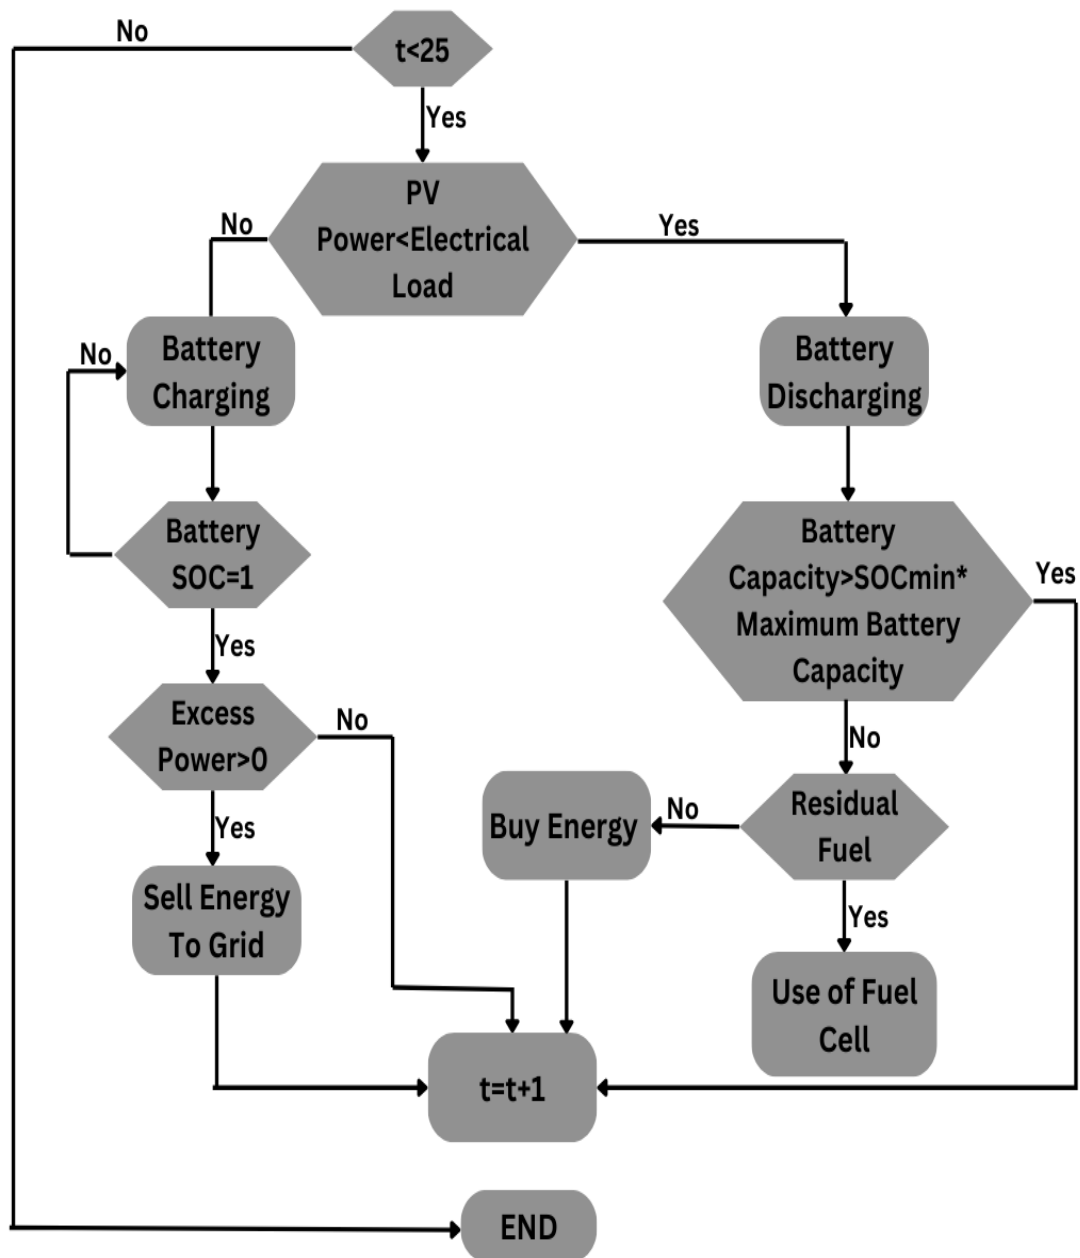 No
t<25
Yes
PV
Power<Electrical
Load
No
Yes
Battery
Charging
No
Battery
Discharging
Battery
SOC=1
Yes
Battery
Capacity>SOCmin*
Maximum Battery
Capacity
Yes
No
Excess
Power>0
No
Yes
Residual
Fuel
No
Buy Energy
Yes
Sell Energy
To Grid
Use of Fuel
Cell
t=t+1
END